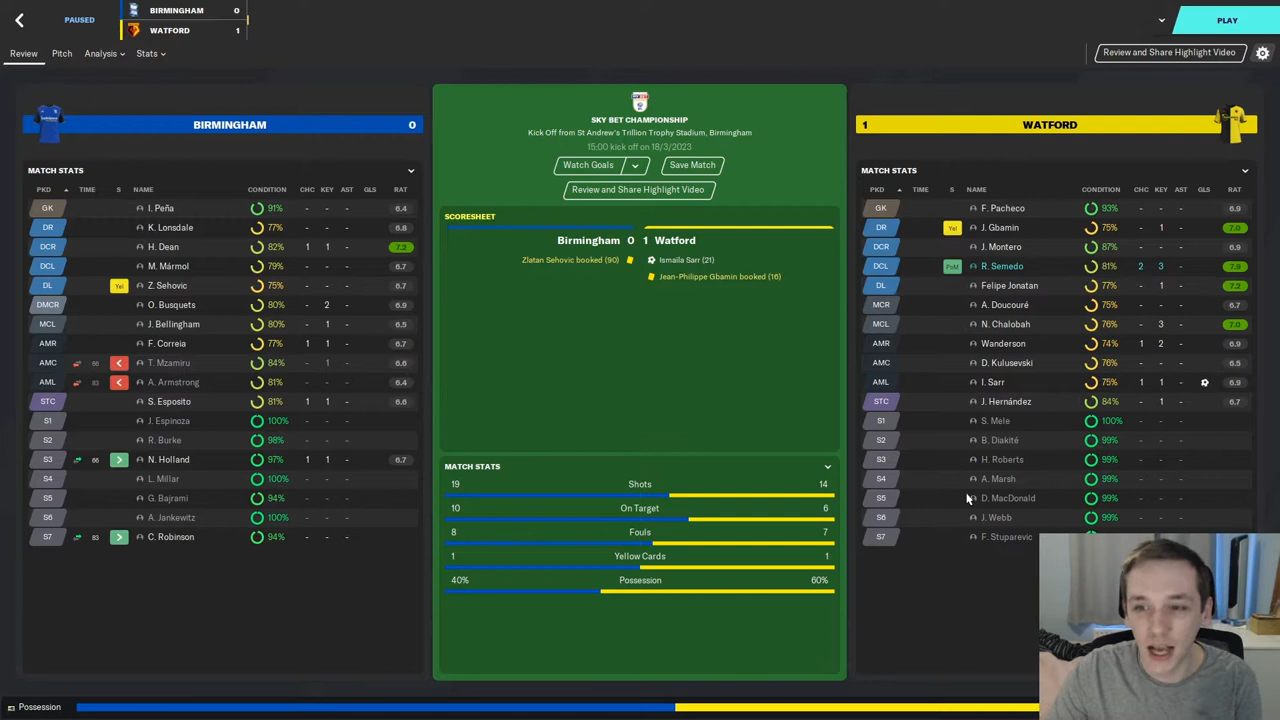 PAUSED
BIRMINGHAM 0
WATFORD 1
PLAY
Review Pitch Analysis Stats
Review and Share Highlight Video
BIRMINGHAM 0
MATCH STATS
PKD TIME S NAME CONDITION CHC KEY AST GLS RAT
GK I. Peña 91% - - - - 6.4
DR K. Lonsdale 77% - - - - 6.8
DCR H. Dean 82% 1 1 - - 7.2
DCL M. Mármol 79% - - - - 6.7
DL Yel Z. Sehovic 75% - - - - 6.7
DMCR O. Busquets 80% - 2 - - 6.9
MCL J. Bellingham 80% - 1 - - 6.5
AMR F. Correia 77% 1 1 - - 6.7
AMC 66 T. Mzamiru 84% - 1 - - 6.6
AML 83 A. Armstrong 81% - - - - 6.4
STC S. Esposito 81% 1 1 - - 6.6
S1 J. Espinoza 100% - - - -
S2 R. Burke 98% - - - -
S3 66 N. Holland 97% 1 1 - - 6.7
S4 L. Millar 100% - - - -
S5 G. Bajrami 94% - - - -
S6 A. Jankewitz 100% - - - -
S7 83 C. Robinson 94% - - - -
SKY BET CHAMPIONSHIP
Kick Off from St Andrew's Trillion Trophy Stadium, Birmingham
15:00 kick off on 18/3/2023
Watch Goals Save Match
Review and Share Highlight Video
SCORESHEET
Birmingham 0 1 Watford
Zlatan Sehovic booked (90) Ismaila Sarr (21)
Jean-Philippe Gbamin booked (16)
MATCH STATS
19 Shots 14
10 On Target 6
8 Fouls 7
1 Yellow Cards 1
40% Possession 60%
1 WATFORD
MATCH STATS
PKD TIME S NAME CONDITION CHC KEY AST GLS RAT
GK F. Pacheco 93% - - - - 6.9
DR Yel J. Gbamin 75% - 1 - - 7.0
DCR J. Montero 87% - - - - 6.9
DCL PoM R. Semedo 81% 2 3 - - 7.9
DL Felipe Jonatan 77% - 1 - - 7.2
MCR A. Doucouré 75% - - - - 6.7
MCL N. Chalobah 76% - 3 - - 7.0
AMR Wanderson 74% 1 2 - - 6.9
AMC D. Kulusevski 76% - - - - 6.5
AML I. Sarr 75% 1 1 - 6.9
STC J. Hernández 84% - 1 - - 6.7
S1 S. Mele 100% - - - -
S2 B. Diakité 99% - - - -
S3 H. Roberts 99% - - - -
S4 A. Marsh 99% - - - -
S5 D. MacDonald 99% - - - -
S6 J. Webb 99% - - - -
S7 F. Stuparevic
Possession